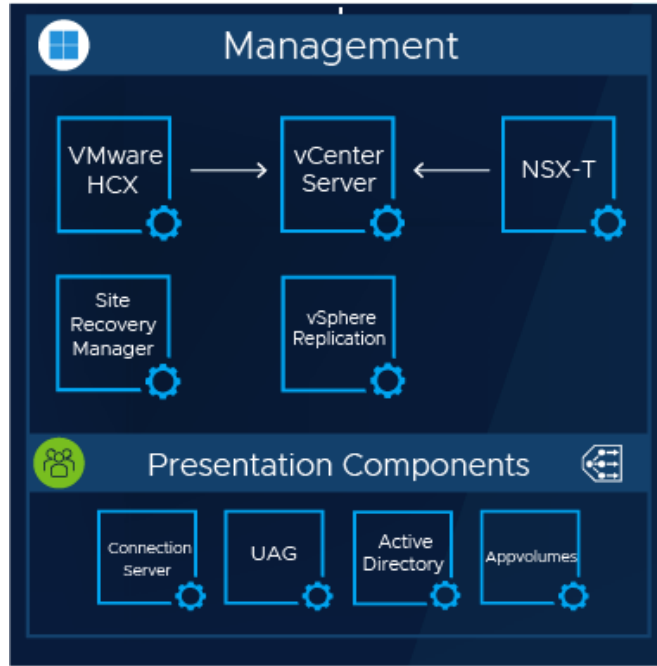 Management
VMware
HCX
vCenter
Server
NSX-T
Site
Recovery
Manager
vSphere
Replication
Presentation Components
Connection
Server
UAG
Active
Directory
Appvolumes